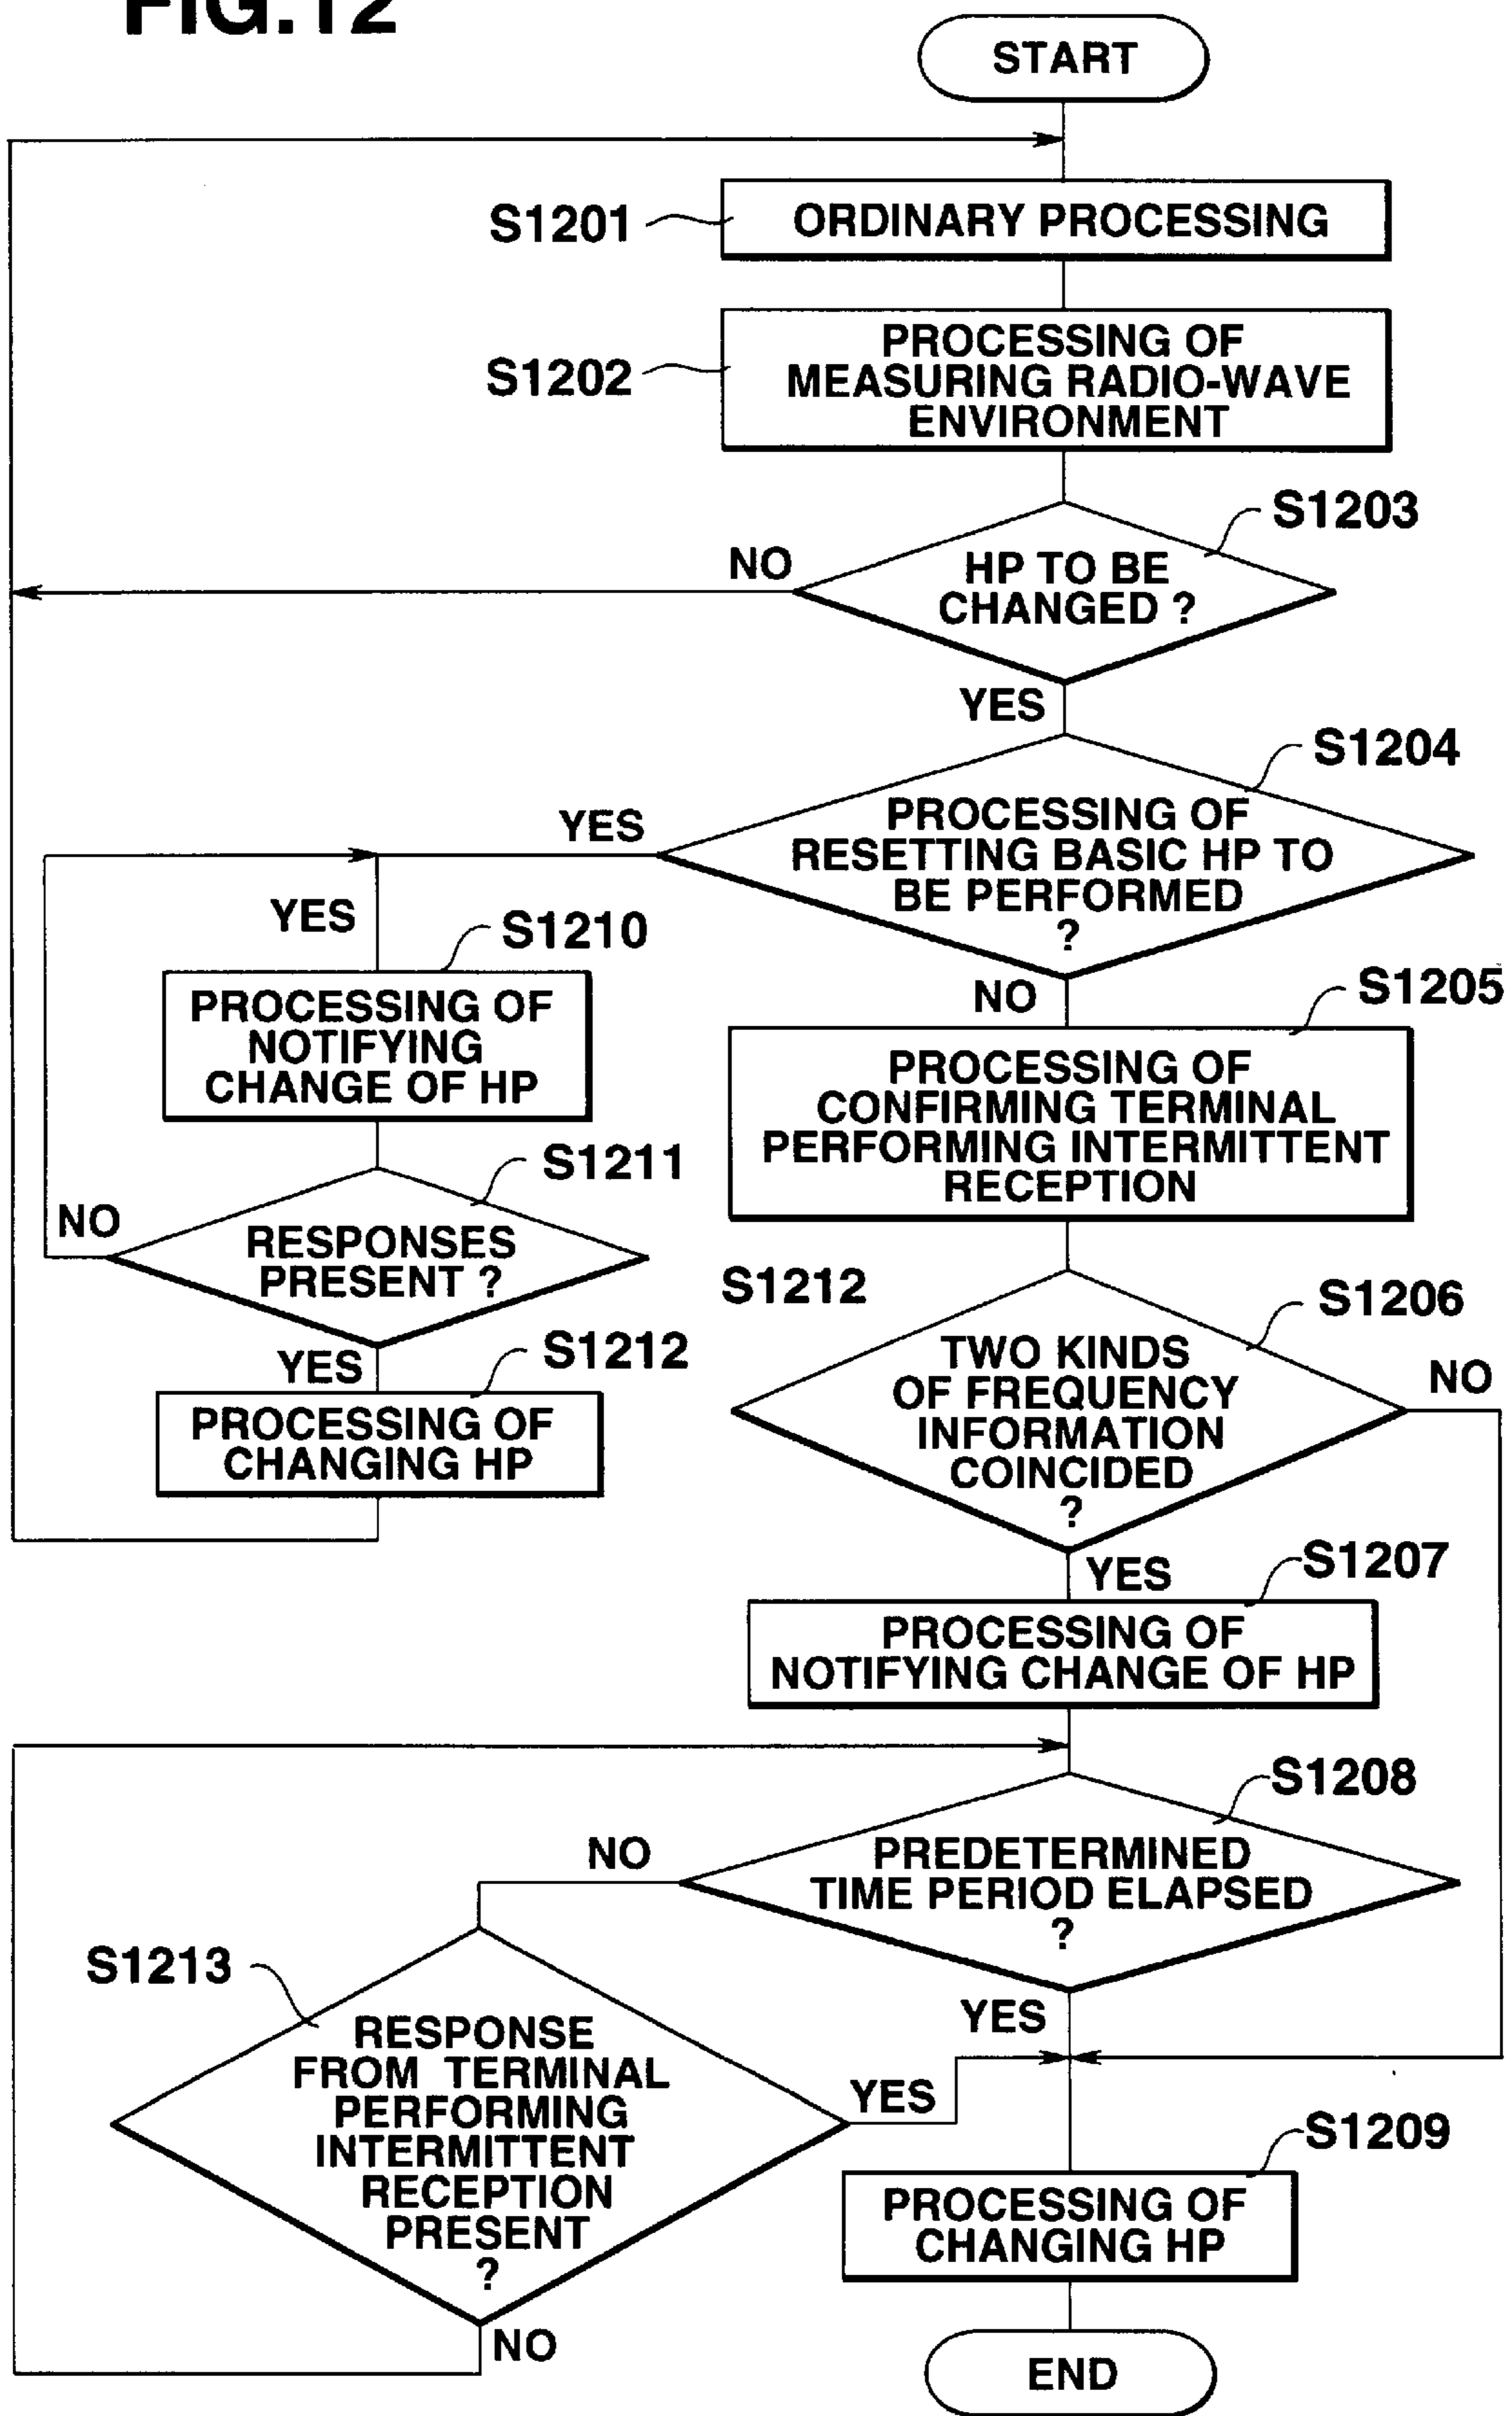 FIG.12
START
S1201
ORDINARY PROCESSING
S1202
PROCESSING OF
MEASURING RADIO-WAVE
ENVIRONMENT
S1203
HP TO BE
CHANGED ?
NO
YES
S1204
PROCESSING OF
RESETTING BASIC HP TO
BE PERFORMED
?
YES
NO
YES
S1210
PROCESSING OF
NOTIFYING
CHANGE OF HP
S1205
PROCESSING OF
CONFIRMING TERMINAL
PERFORMING INTERMITTENT
RECEPTION
S1211
RESPONSES
PRESENT ?
NO
YES
S1212
PROCESSING OF
CHANGING HP
S1212
S1206
TWO KINDS
OF FREQUENCY
INFORMATION
COINCIDED
?
NO
YES
S1207
PROCESSING OF
NOTIFYING CHANGE OF HP
S1208
PREDETERMINED
TIME PERIOD ELAPSED
?
NO
YES
S1213
RESPONSE
FROM TERMINAL
PERFORMING
INTERMITTENT
RECEPTION
PRESENT
?
YES
NO
S1209
PROCESSING OF
CHANGING HP
END